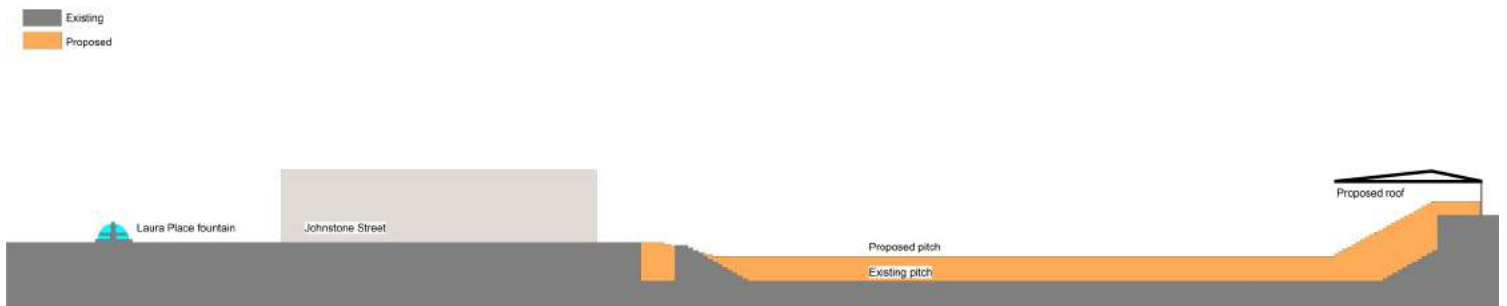 Existing
Proposed
Proposed roof
Laura Place fountain
Johnstone Street
Proposed pitch
Existing pitch